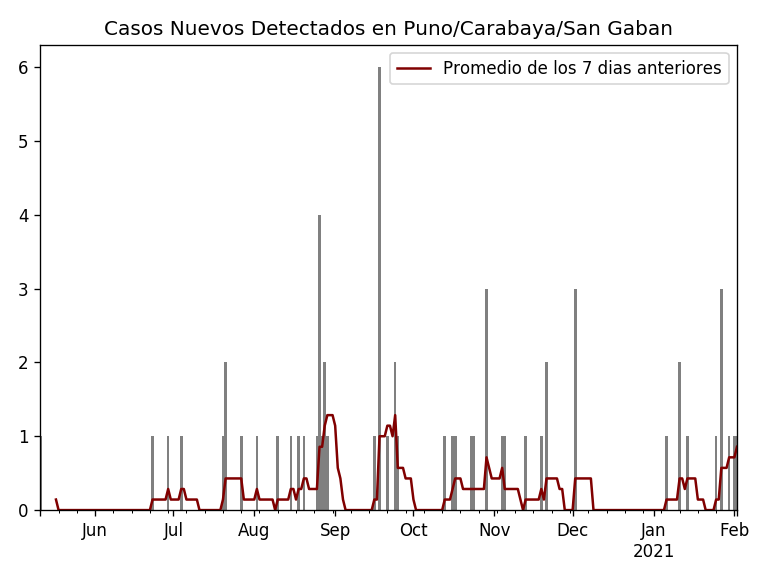 Casos Nuevos Detectados en Puno/Carabaya/San Gaban
Promedio de los 7 dias anteriores
6
5
4
3
2
1
0
Jun Jul Aug Sep Oct Nov Dec Jan Feb
2021